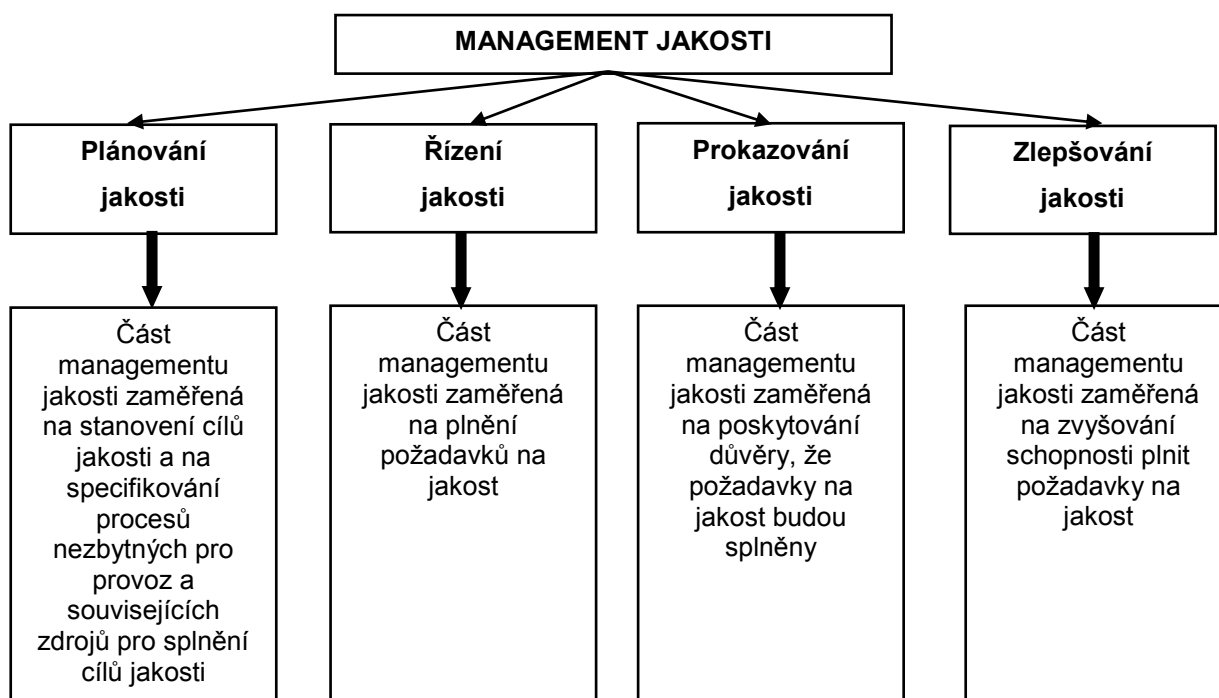 MANAGEMENT JAKOSTI
Plánování
jakosti
Řízení
jakosti
Prokazování
jakosti
Zlepšování
jakosti
Část
managementu
jakosti zaměřená
na stanovení cílů
jakosti a na
specifikování
procesů
nezbytných pro
provoz a
souvisejících
zdrojů pro splnění
cílů jakosti
Část
managementu
jakosti zaměřená
na plnění
požadavků na
jakost
Část
managementu
jakosti zaměřená
na poskytování
důvěry, že
požadavky na
jakost budou
splněny
Část
managementu
jakosti zaměřená
na zvyšování
schopnosti plnit
požadavky na
jakost